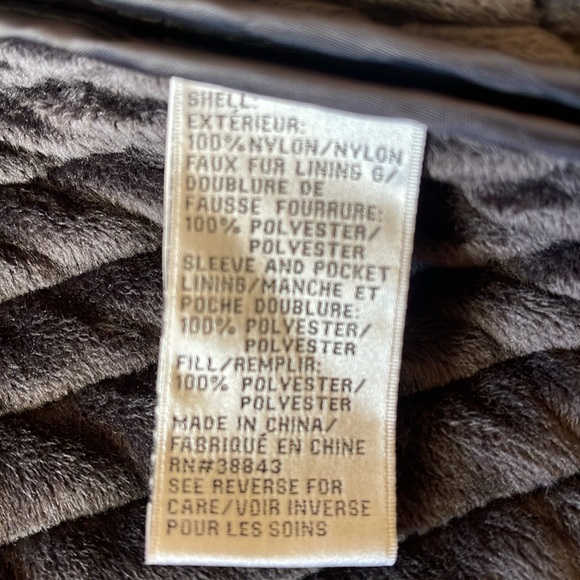 SHELL:
EXTÉRIEUR:
100% NYLON/NYLON
FAUX FUR LINING G/
DOUBLURE DE
FAUSSE FOURRURE:
100% POLYESTER/
POLYESTER
SLEEVE AND POCKET
LINING/MANCHE ET
POCHE DOUBLURE:
100% POLYESTER/
POLYESTER
FILL/REMPLIR:
100% POLYESTER/
POLYESTER
MADE IN CHINA/
FABRIQUÉ EN CHINE
RN#38843
SEE REVERSE FOR
CARE/VOIR INVERSE
POUR LES SOINS